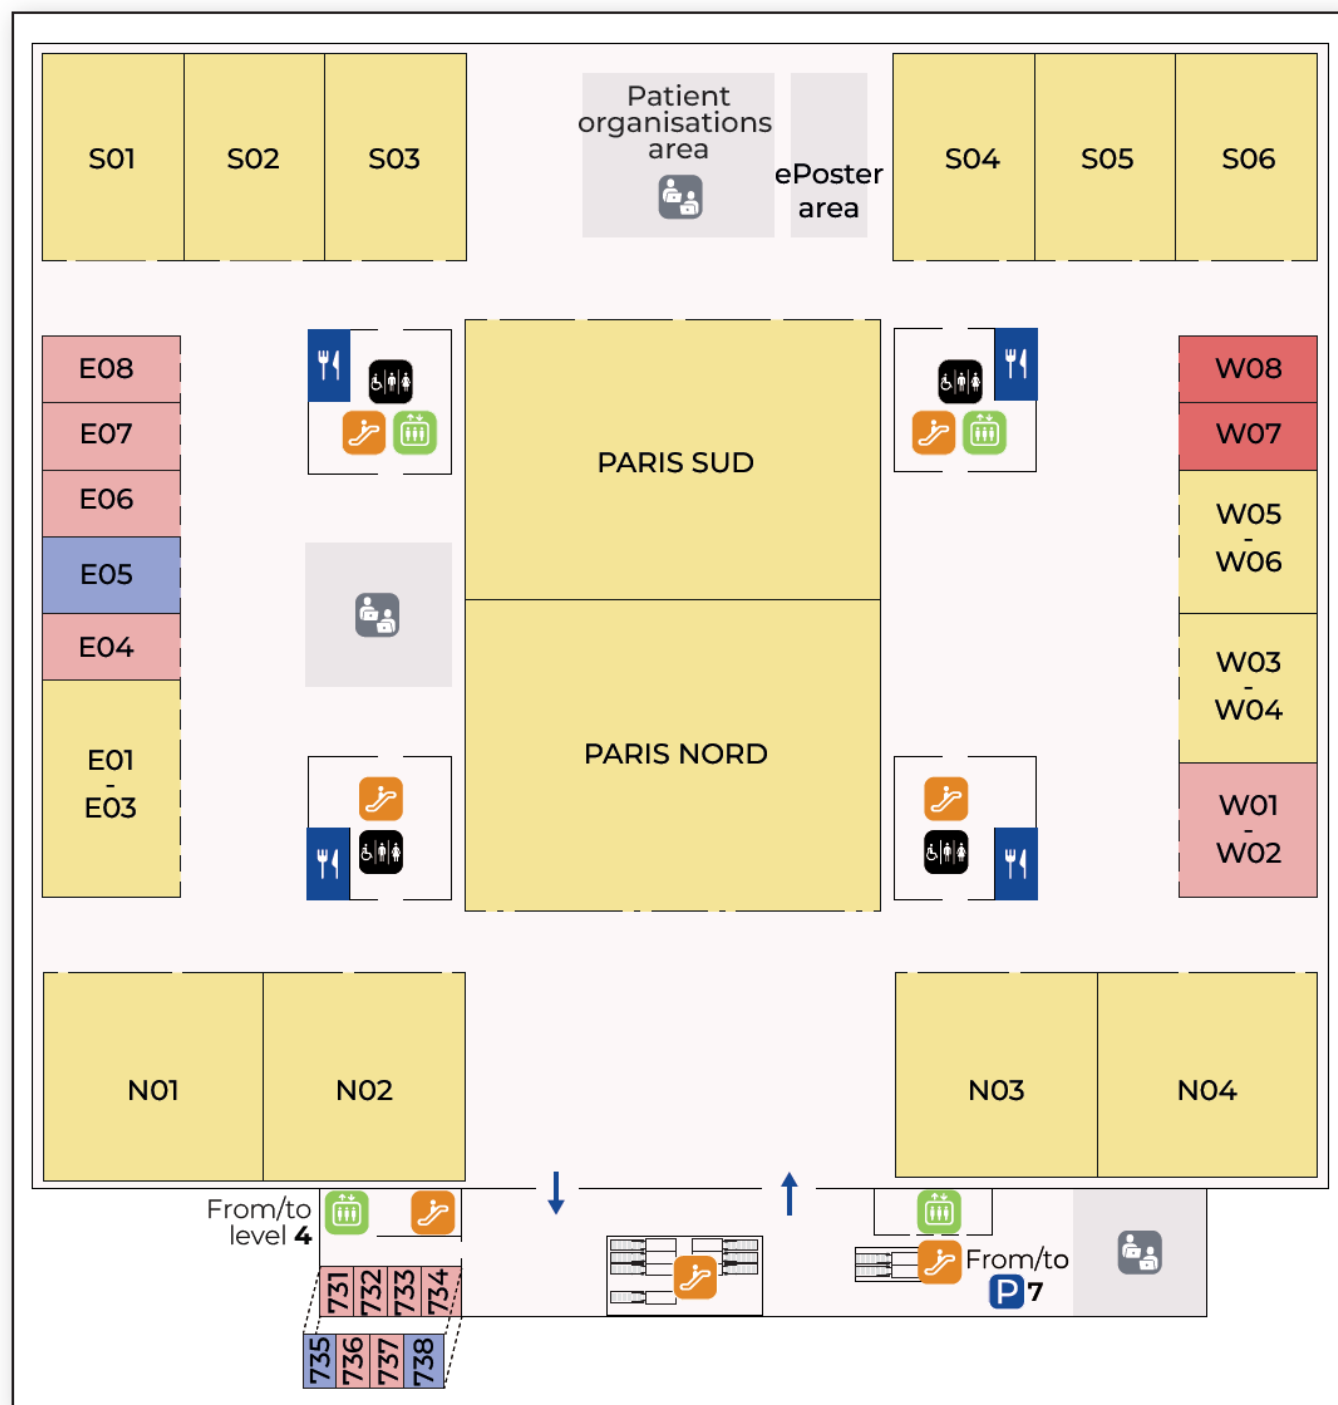 S01
S02
S03
Patient
organisations
area
ePoster
area
S04
S05
S06
E08
E07
E06
E05
E04
E01
-
E03
PARIS SUD
PARIS NORD
W08
W07
W05
-
W06
W03
-
W04
W01
-
W02
N01
N02
N03
N04
From/to
level 4
731
732
733
734
735
736
737
738
From/to
P 7